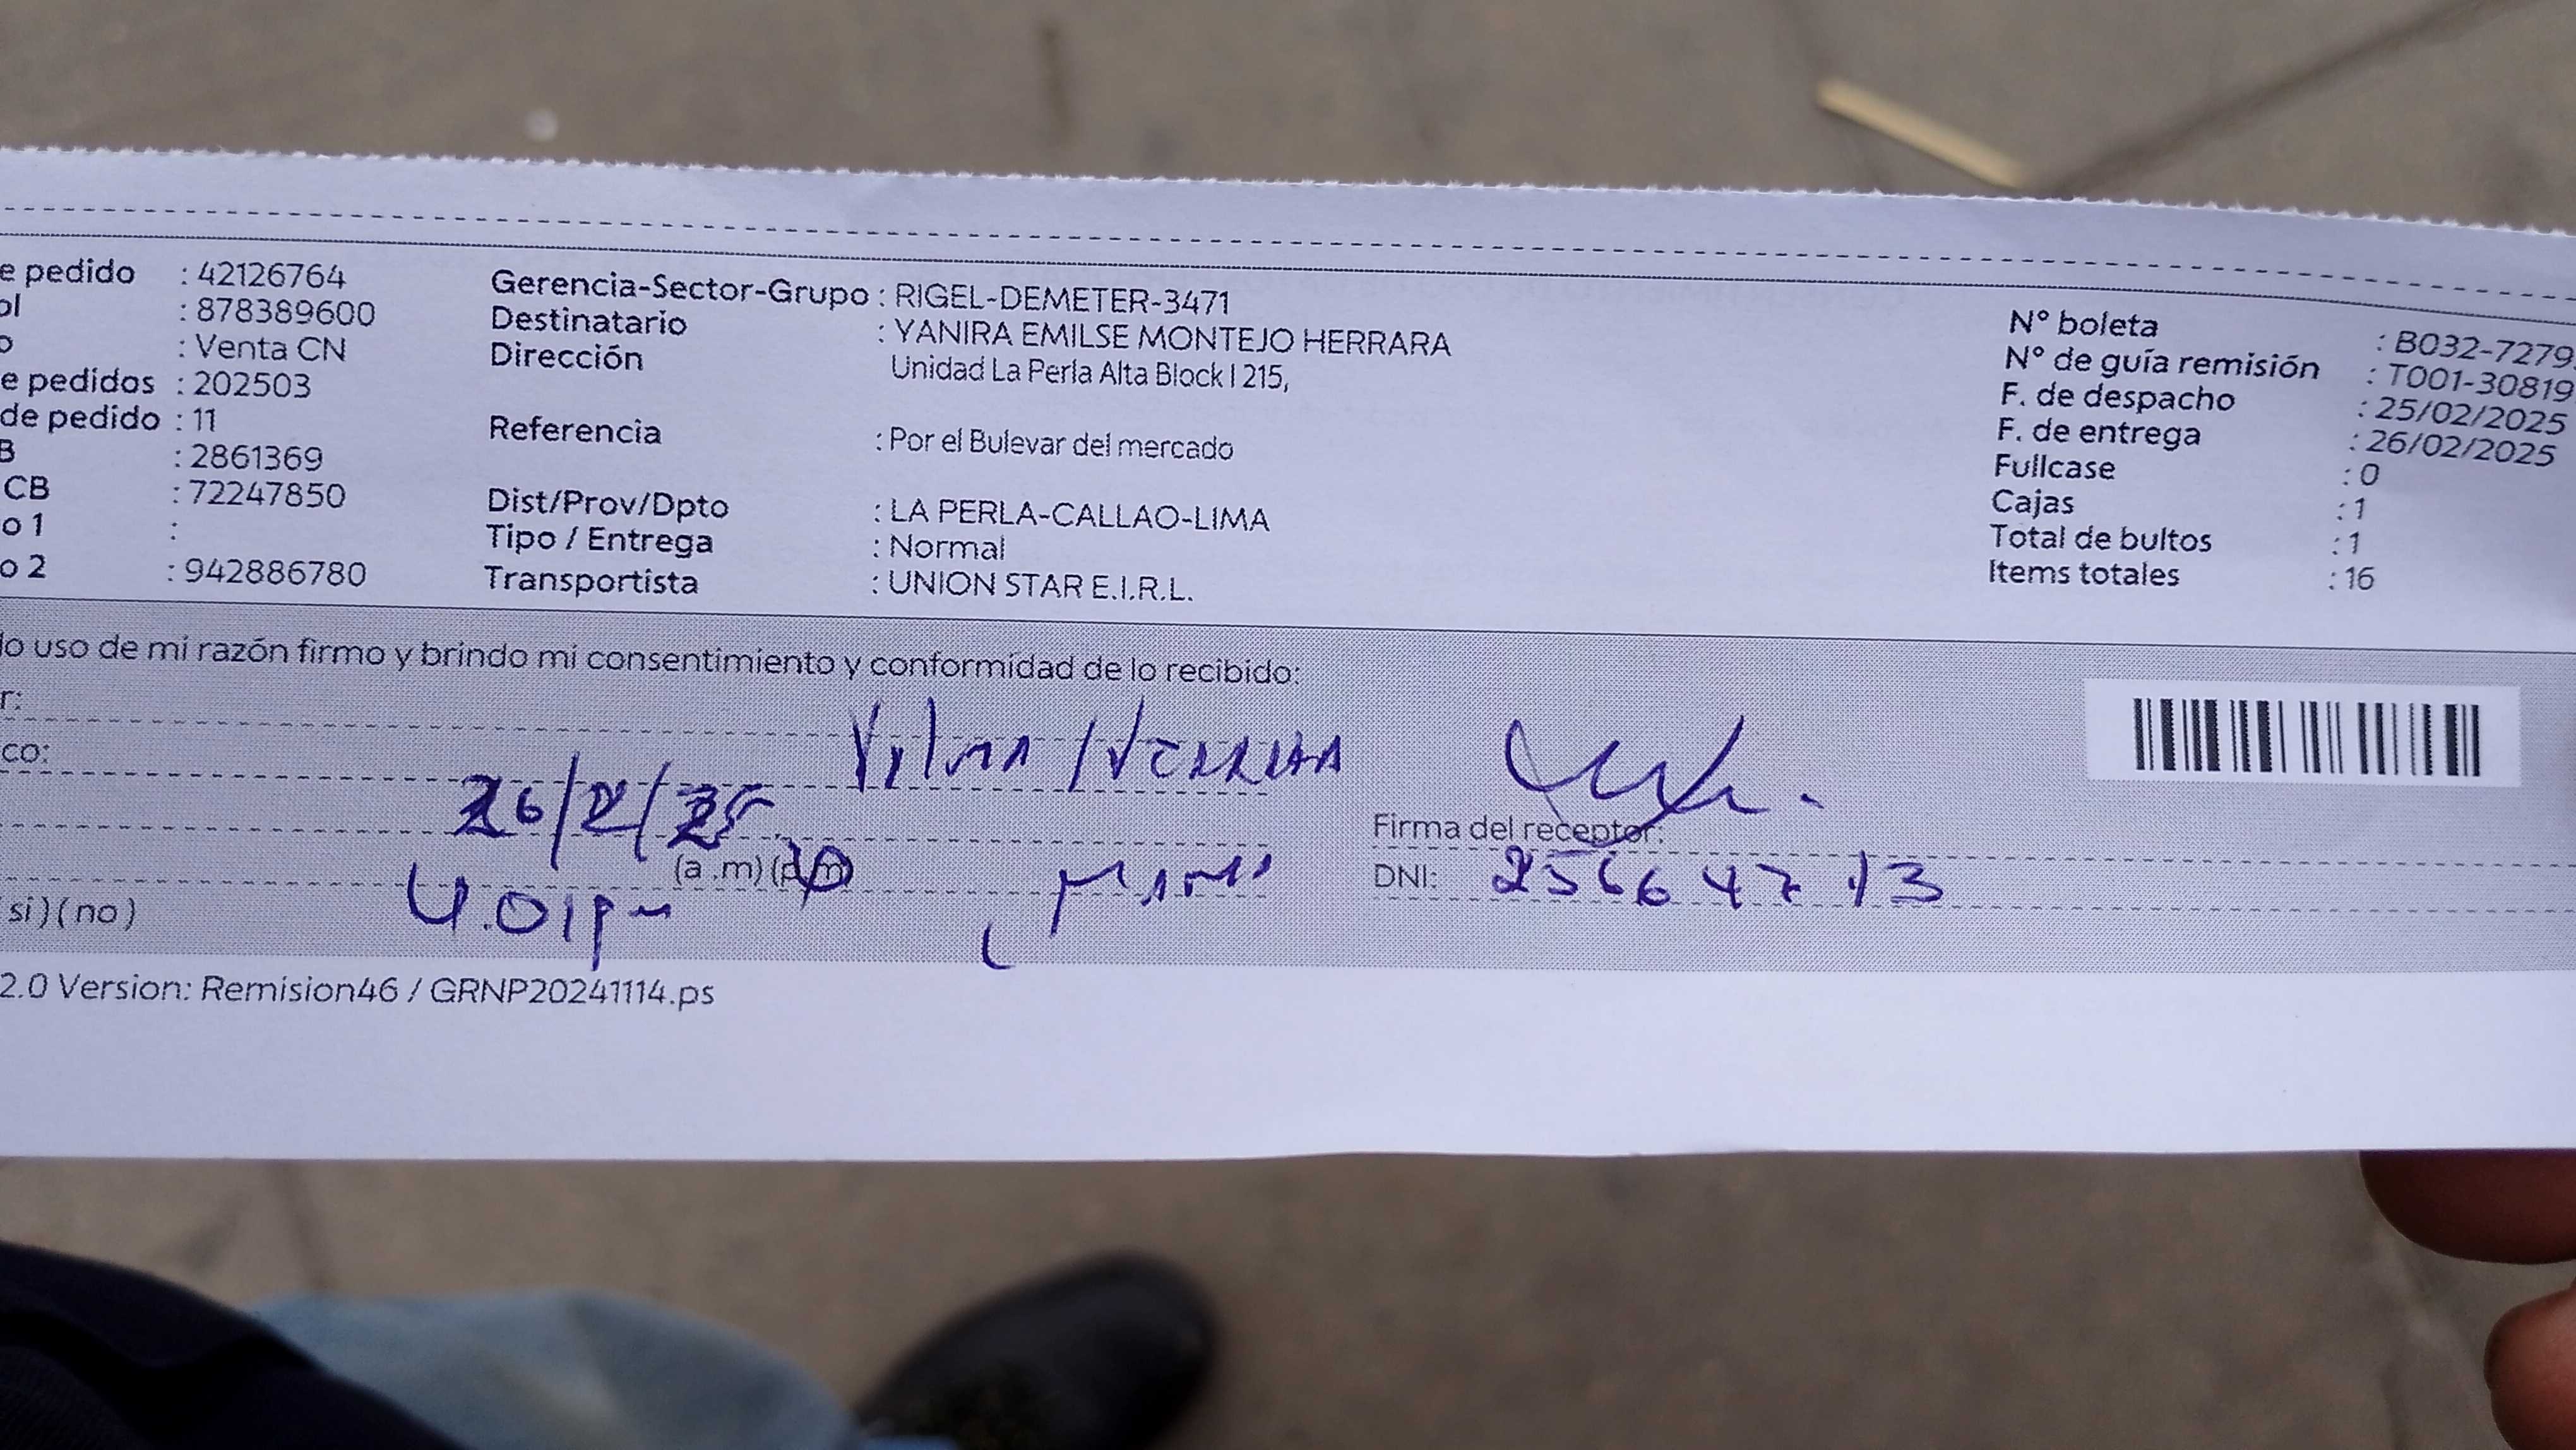 e pedido : 42126764
ol : 878389600
o : Venta CN
e pedidos : 202503
de pedido : 11
B : 2861369
CB : 72247850
o 1 :
o 2 : 942886780
Gerencia-Sector-Grupo : RIGEL-DEMETER-3471
Destinatario : YANIRA EMILSE MONTEJO HERRARA
Dirección Unidad La Perla Alta Block I 215,
Referencia : Por el Bulevar del mercado
Dist/Prov/Dpto : LA PERLA-CALLAO-LIMA
Tipo / Entrega : Normal
Transportista : UNION STAR E.I.R.L.
N° boleta : B032-7279
N° de guía remisión : T001-30819
F. de despacho : 25/02/2025
F. de entrega : 26/02/2025
Fullcase : 0
Cajas : 1
Total de bultos : 1
Items totales : 16
do uso de mi razón firmo y brindo mi consentimiento y conformidad de lo recibido:
r:
co:
26/2/25
(a .m) (p.m)
4.01pm
si) ( no )
Firma del receptor:
DNI: 25664713
2.0 Version: Remision46 / GRNP20241114.ps